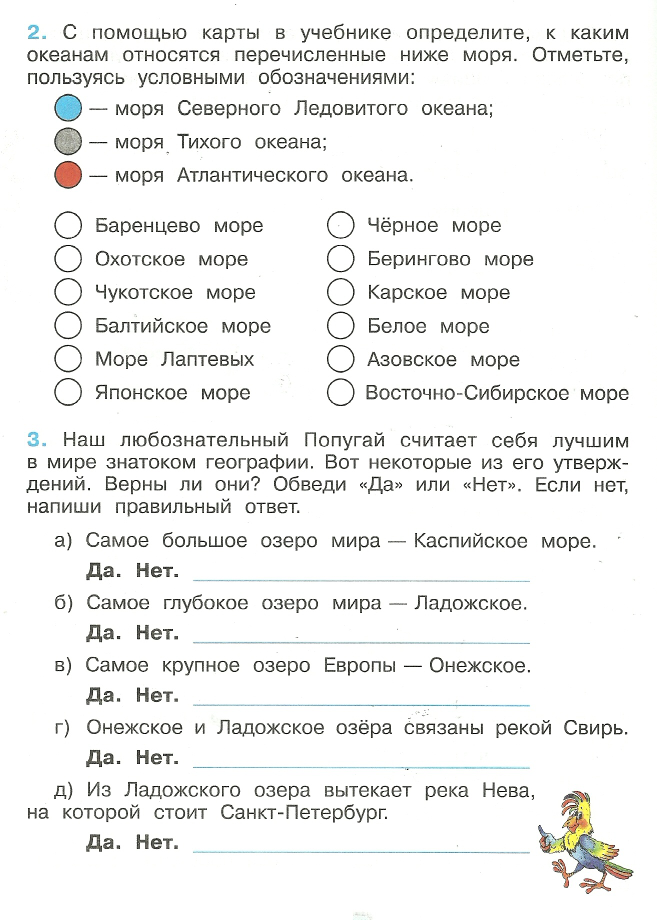 2. С помощью карты в учебнике определите, к каким
океанам относятся перечисленные ниже моря. Отметьте,
пользуясь условными обозначениями:
— моря Северного Ледовитого океана;
— моря Тихого океана;
— моря Атлантического океана.
Баренцево море
Чёрное море
Охотское море
Берингово море
Чукотское море
Карское море
Балтийское море
Белое море
Море Лаптевых
Азовское море
Японское море
Восточно-Сибирское море
3. Наш любознательный Попугай считает себя лучшим
в мире знатоком географии. Вот некоторые из его утверж-
дений. Верны ли они? Обведи «Да» или «Нет». Если нет,
напиши правильный ответ.
а) Самое большое озеро мира — Каспийское море.
Да. Нет.
б) Самое глубокое озеро мира — Ладожское.
Да. Нет.
в) Самое крупное озеро Европы — Онежское.
Да. Нет.
г) Онежское и Ладожское озёра связаны рекой Свирь.
Да. Нет.
д) Из Ладожского озера вытекает река Нева,
на которой стоит Санкт-Петербург.
Да. Нет.